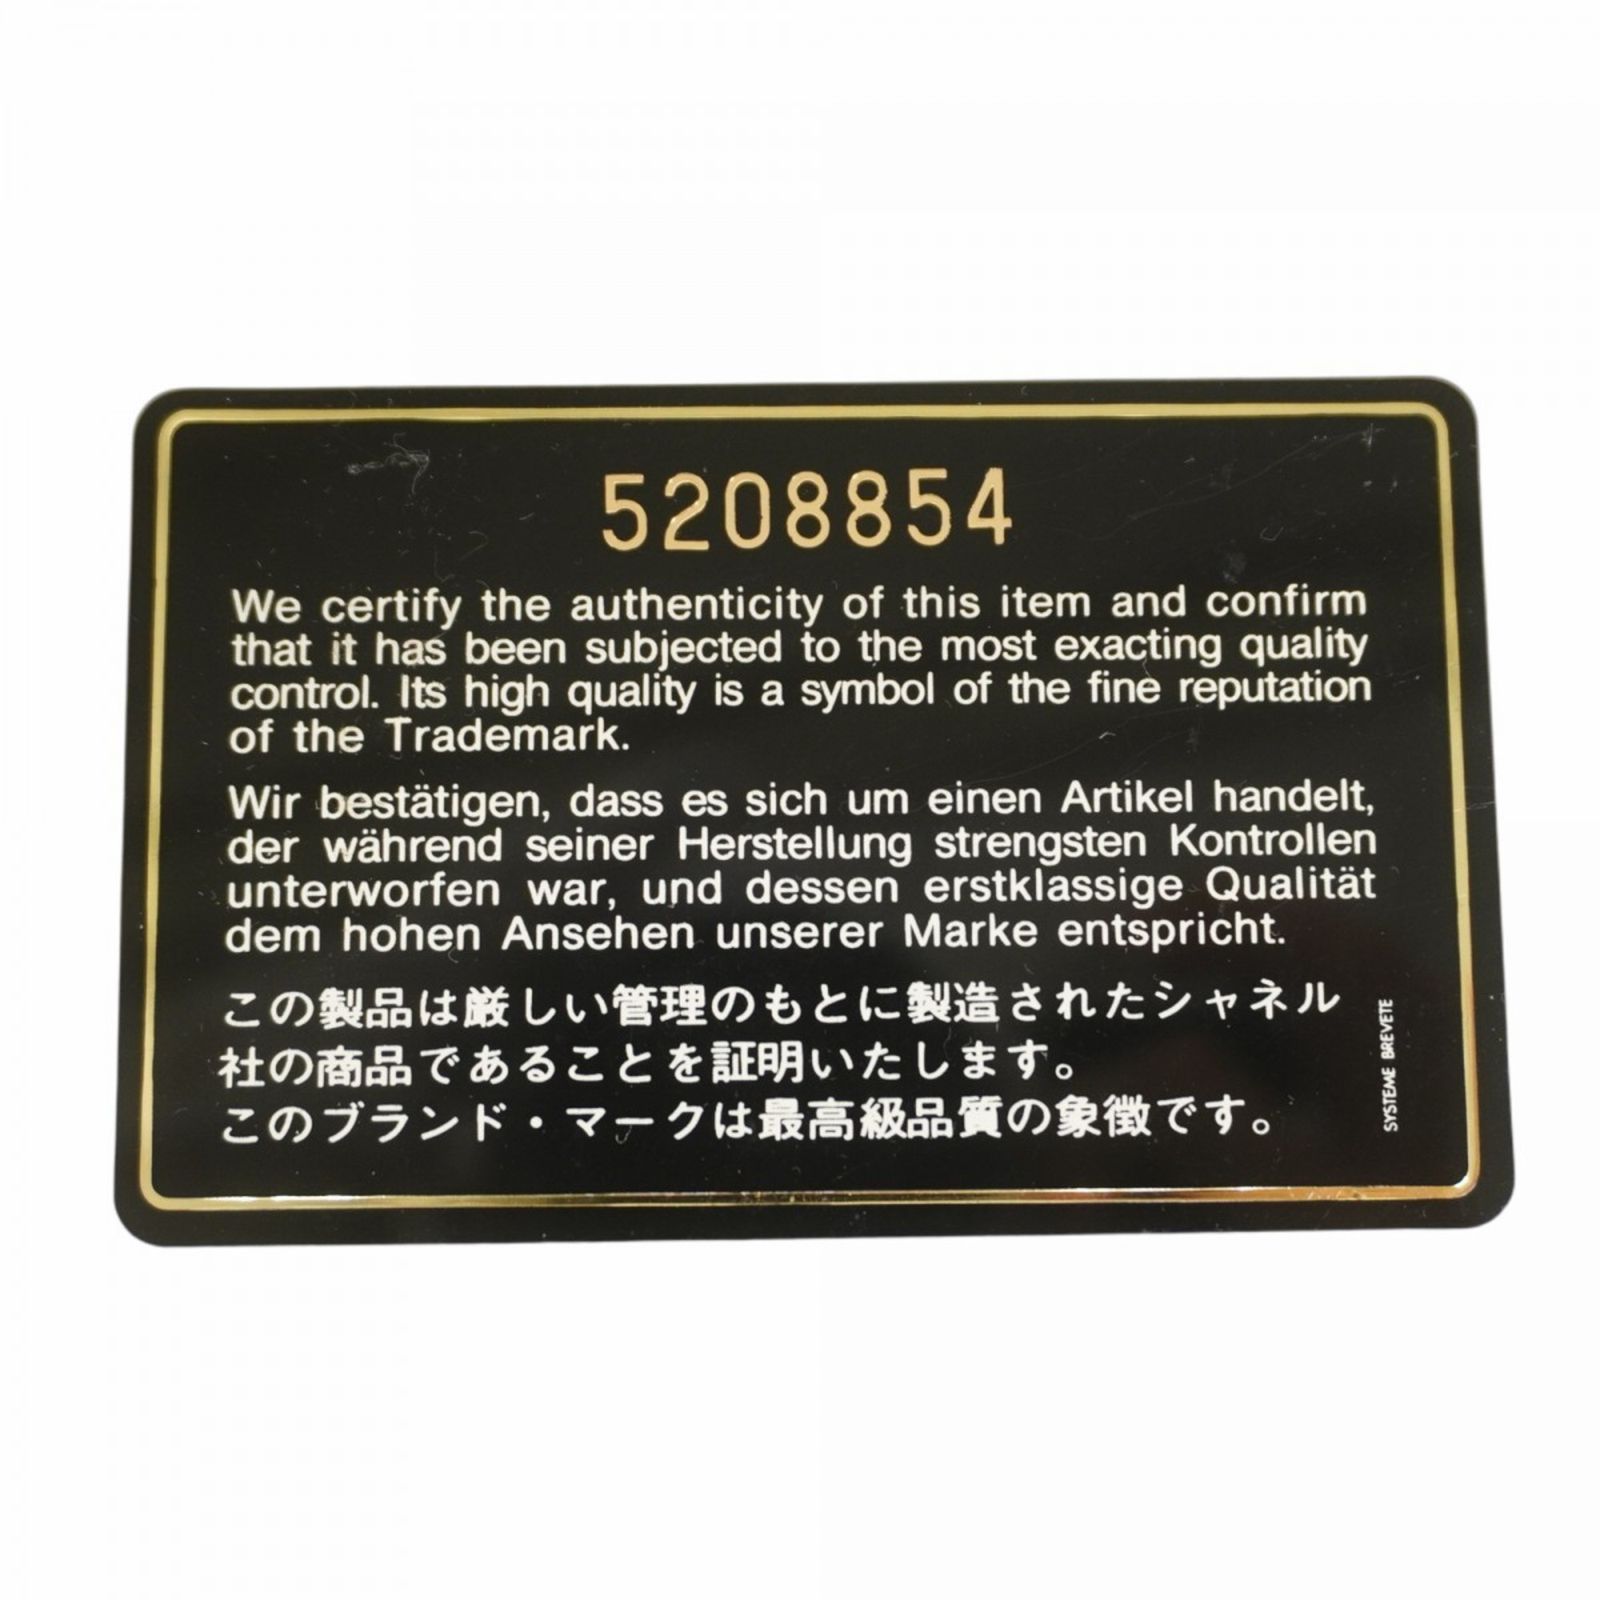 5208854
We certify the authenticity of this item and confirm
that it has been subjected to the most exacting quality
control. Its high quality is a symbol of the fine reputation
of the Trademark.
Wir bestätigen, dass es sich um einen Artikel handelt,
der während seiner Herstellung strengsten Kontrollen
unterworfen war, und dessen erstklassige Qualität
dem hohen Ansehen unserer Marke entspricht.
この製品は厳しい管理のもとに製造されたシャネル
社の商品であることを証明いたします。
このブランド・マークは最高級品質の象徴です。
SYSTEME BREVETE